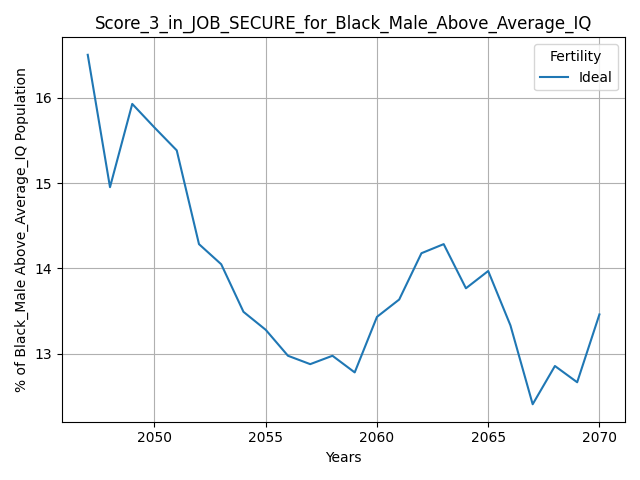 Score_3_in_JOB_SECURE_for_Black_Male_Above_Average_IQ
Fertility
Ideal
% of Black_Male Above_Average_IQ Population
16
15
14
13
2050 2055 2060 2065 2070
Years